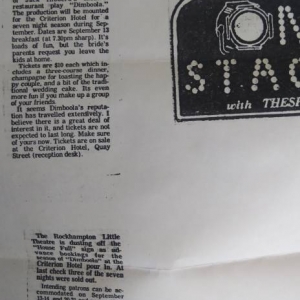 restaurant play "Dimboola."
The production will be mounted
for the Criterion Hotel for a
seven night season during Sep-
tember. Dates are September 13
breakfast (at 7.30pm sharp). It's
loads of fun, but the bride's
parents request you leave the
kids at home.
Tickets are $20 each which in-
cludes a three-course dinner,
champagne for toasting the hap-
py couple, and a bit of the tradi-
tional wedding cake. Its even
more fun if you make up a group
of your friends.
It seems Dimboola's reputa-
tion has travelled extensively. I
believe there is a great deal of
interest in it, and tickets are not
expected to last long. Make sure
of yours now. Tickets are on sale
at the Criterion Hotel, Quay
Street (reception desk).
ON
STAG
with THESP
The Rockhampton Little
Theatre is dusting off the
"House Full" sign as ad-
vance bookings for the
season of "Dimboola" at the
Criterion Hotel pour in. At
last check three of the seven
nights were sold out.
Intending patrons can be ac-
commodated on September